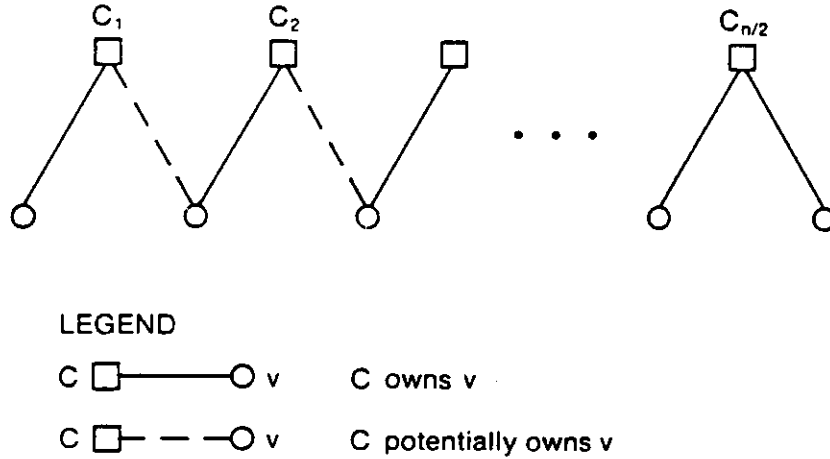 C₁ C₂ Cₙ/₂
LEGEND
C v C owns v
C v C potentially owns v